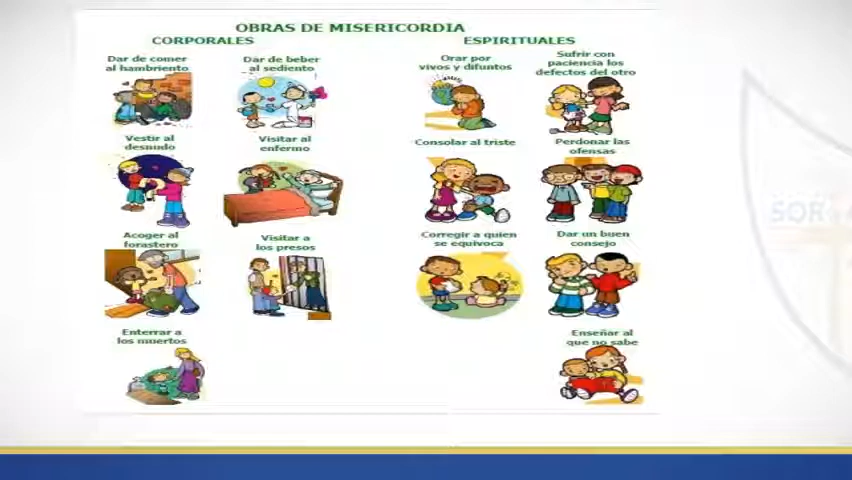 OBRAS DE MISERICORDIA
CORPORALES
ESPIRITUALES
Dar de comer
al hambriento
Dar de beber
al sediento
Orar por
vivos y difuntos
Sufrir con
paciencia los
defectos del otro
Vestir al
desnudo
Visitar al
enfermo
Consolar al triste
Perdonar las
ofensas
Acoger al
forastero
Visitar a
los presos
Corregir a quien
se equivoca
Dar un buen
consejo
Enterrar a
los muertos
Enseñar al
que no sabe
SOR